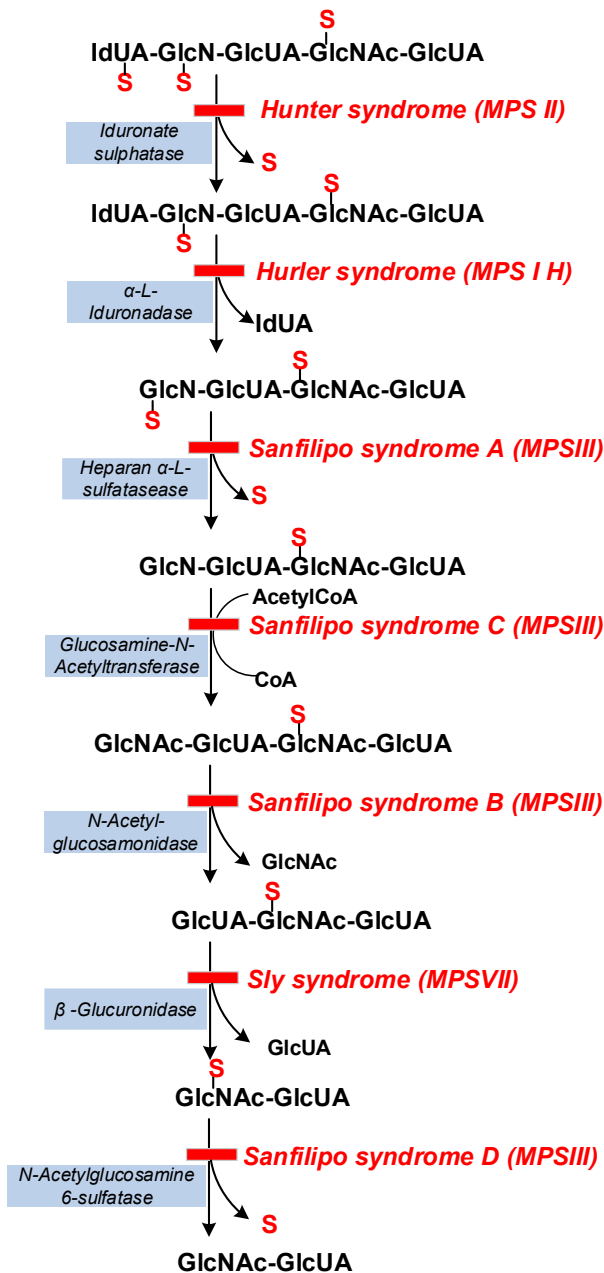 S
IdUA-GlcN-GlcUA-GlcNAc-GlcUA
S S
Hunter syndrome (MPS II)
Iduronate
sulphatase
S
S
IdUA-GlcN-GlcUA-GlcNAc-GlcUA
S
Hurler syndrome (MPS I H)
α-L-
Iduronadase
IdUA
S
GlcN-GlcUA-GlcNAc-GlcUA
S
Sanfilipo syndrome A (MPSIII)
Heparan α-L-
sulfatasease
S
S
GlcN-GlcUA-GlcNAc-GlcUA
AcetylCoA
Sanfilipo syndrome C (MPSIII)
Glucosamine-N-
Acetyltransferase
CoA
S
GlcNAc-GlcUA-GlcNAc-GlcUA
Sanfilipo syndrome B (MPSIII)
N-Acetyl-
glucosamonidase
GlcNAc
S
GlcUA-GlcNAc-GlcUA
Sly syndrome (MPSVII)
β -Glucuronidase
GlcUA
S
GlcNAc-GlcUA
Sanfilipo syndrome D (MPSIII)
N-Acetylglucosamine
6-sulfatase
S
GlcNAc-GlcUA